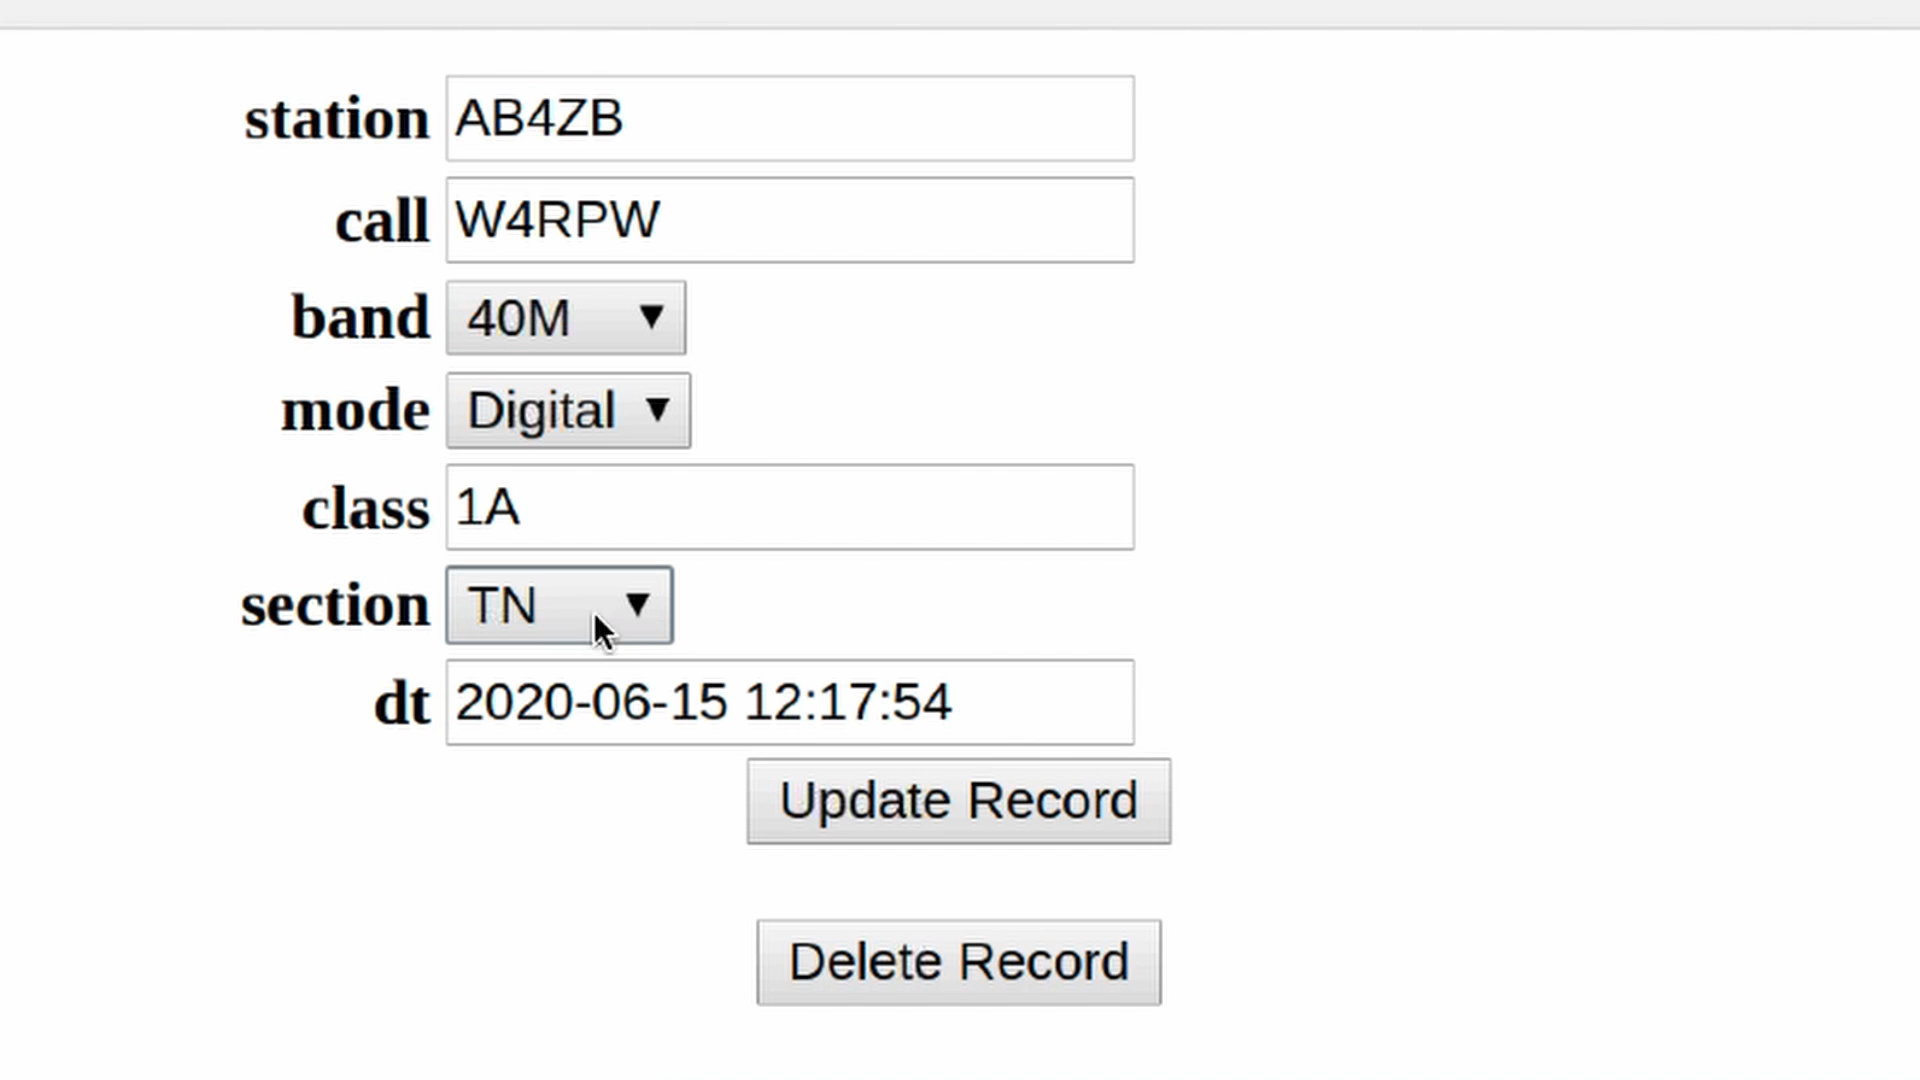 station AB4ZB
call W4RPW
band 40M
mode Digital
class 1A
section TN
dt 2020-06-15 12:17:54
Update Record
Delete Record